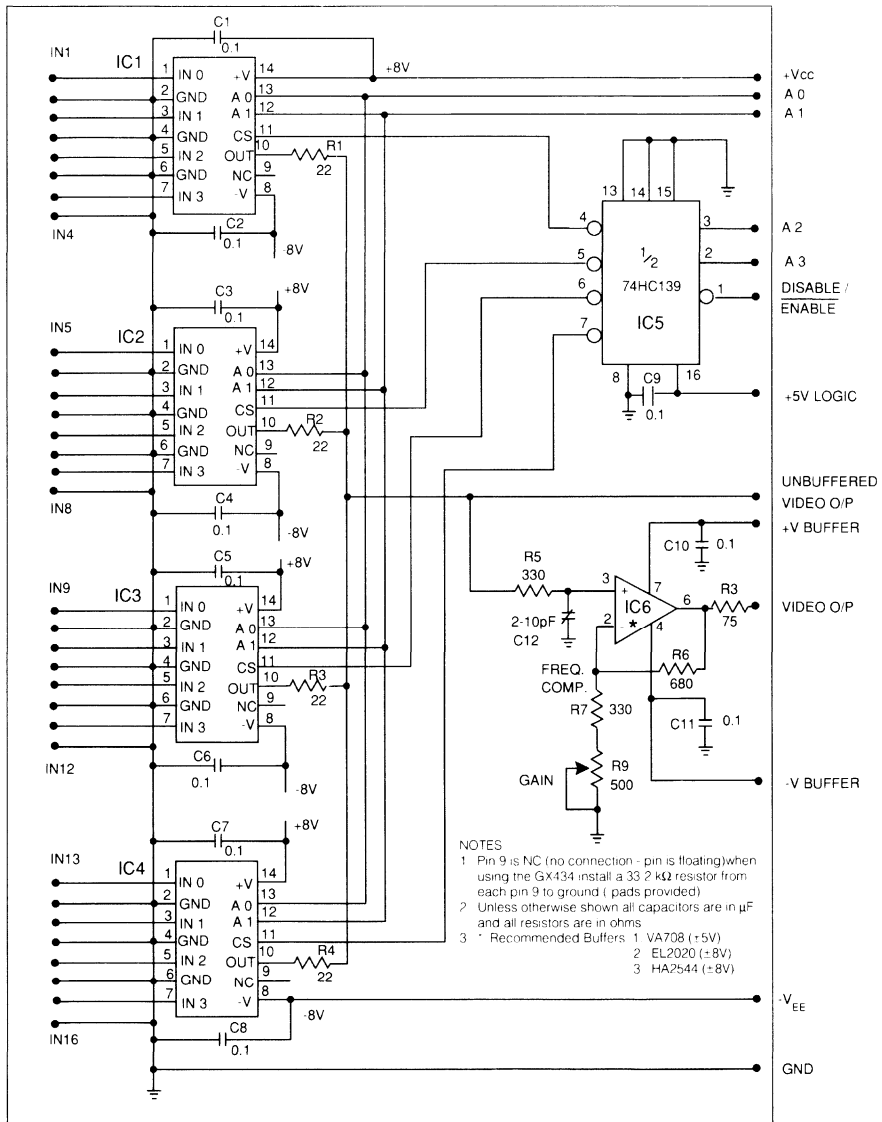 C1
0.1
IN1
IC1
+8V
1 IN 0 +V 14
2 GND A 0 13
3 IN 1 A 1 12
4 GND CS 11
5 IN 2 OUT 10
6 GND NC 9
7 IN 3 -V 8
R1
22
IN4
C2
0.1
-8V
+8V
C3
0.1
IN5
IC2
1 IN 0 +V 14
2 GND A 0 13
3 IN 1 A 1 12
4 GND CS 11
5 IN 2 OUT 10
6 GND NC 9
7 IN 3 -V 8
R2
22
IN8
C4
0.1
-8V
+8V
C5
0.1
IN9
IC3
1 IN 0 +V 14
2 GND A 0 13
3 IN 1 A 1 12
4 GND CS 11
5 IN 2 OUT 10
6 GND NC 9
7 IN 3 -V 8
R3
22
IN12
C6
0.1
-8V
+8V
C7
0.1
IN13
IC4
1 IN 0 +V 14
2 GND A 0 13
3 IN 1 A 1 12
4 GND CS 11
5 IN 2 OUT 10
6 GND NC 9
7 IN 3 -V 8
R4
22
IN16
C8
0.1
-8V
+Vcc
A 0
A 1
13 14 15
4
5
6
7
1/2
74HC139
IC5
3
2
1
8
16
C9
0.1
A 2
A 3
DISABLE /
ENABLE
+5V LOGIC
UNBUFFERED
VIDEO O/P
+V BUFFER
C10 0.1
R5
330
2-10pF
C12
3 +
2 -
IC6
*
7
6
4
R3
75
VIDEO O/P
R6
680
FREQ.
COMP.
R7 330
C11 0.1
GAIN
R9
500
-V BUFFER
NOTES
1 Pin 9 is NC (no connection - pin is floating)when
using the GX434 install a 33 2 kΩ resistor from
each pin 9 to ground ( pads provided)
2 Unless otherwise shown all capacitors are in µF
and all resistors are in ohms
3 * Recommended Buffers 1 VA708 (±5V)
2 EL2020 (±8V)
3 HA2544 (±8V)
-VEE
GND